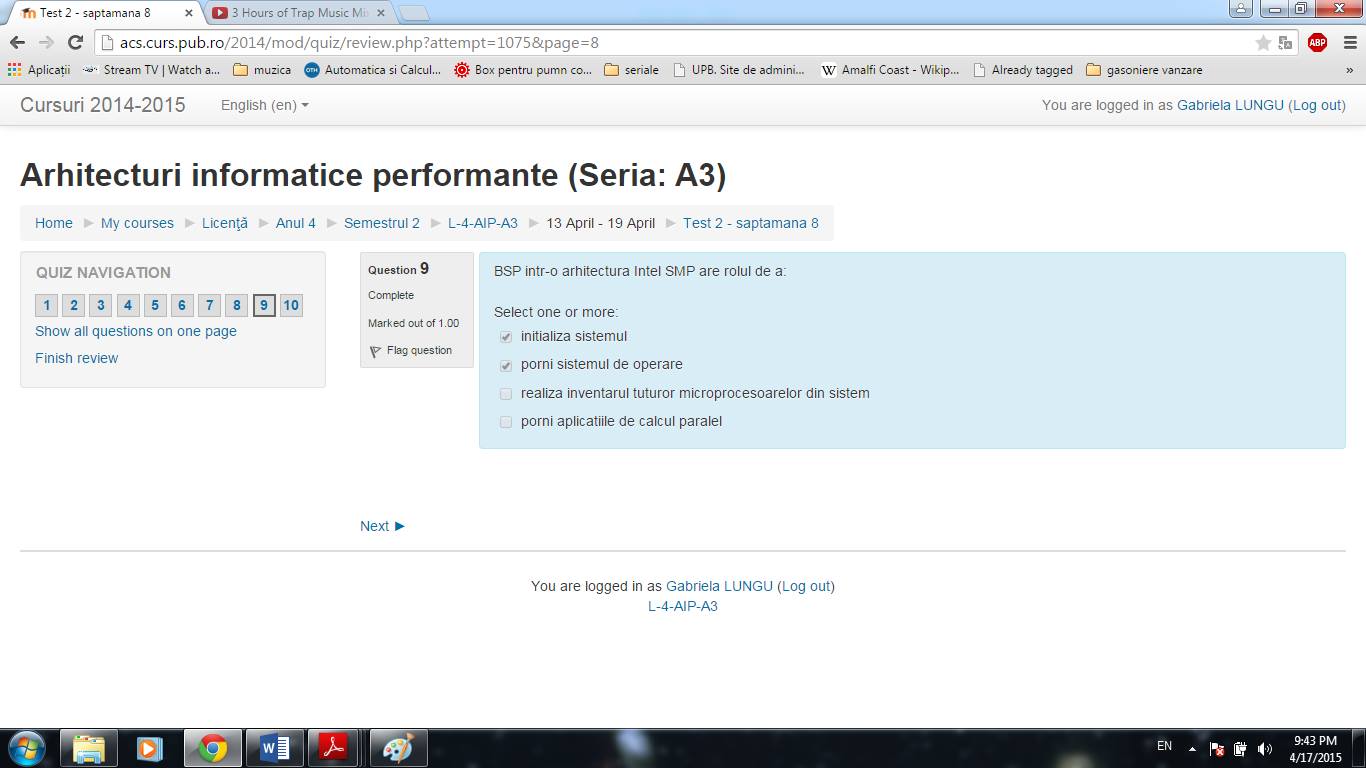 Test 2 - saptamana 8
3 Hours of Trap Music Mix
acs.curs.pub.ro/2014/mod/quiz/review.php?attempt=1075&page=8
ABP
Aplicații
Stream TV | Watch a...
muzica
OTH
Automatica si Calcul...
Box pentru pumn co...
seriale
UPB. Site de admini...
W
Amalfi Coast - Wikip...
Already tagged
gasoniere vanzare
»
Cursuri 2014-2015
English (en)
You are logged in as Gabriela LUNGU (Log out)
Arhitecturi informatice performante (Seria: A3)
Home ► My courses ► Licenţă ► Anul 4 ► Semestrul 2 ► L-4-AIP-A3 ► 13 April - 19 April ► Test 2 - saptamana 8
QUIZ NAVIGATION
1 2 3 4 5 6 7 8 9 10
Show all questions on one page
Finish review
Question 9
Complete
Marked out of 1.00
Flag question
BSP intr-o arhitectura Intel SMP are rolul de a:
Select one or more:
initializa sistemul
porni sistemul de operare
realiza inventarul tuturor microprocesoarelor din sistem
porni aplicatiile de calcul paralel
Next ►
You are logged in as Gabriela LUNGU (Log out)
L-4-AIP-A3
EN
9:43 PM
4/17/2015